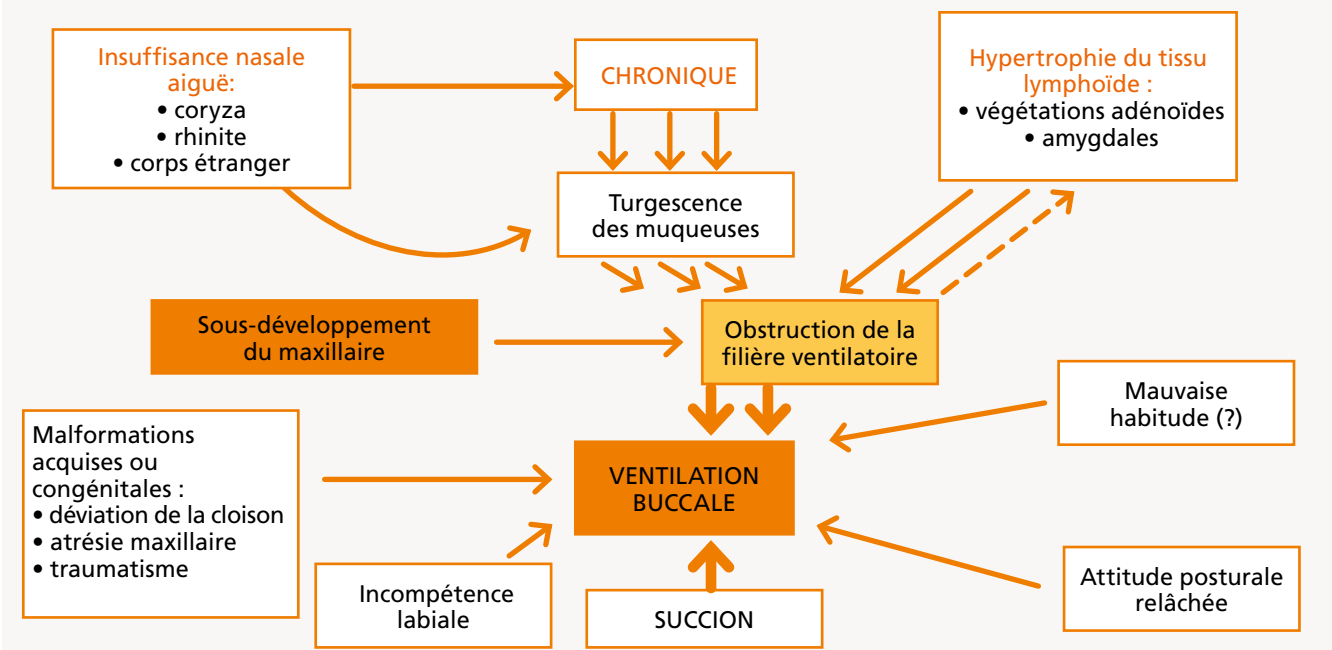 Insuffisance nasale
aiguë:
• coryza
• rhinite
• corps étranger
CHRONIQUE
Hypertrophie du tissu
lymphoïde :
• végétations adénoïdes
• amygdales
Turgescence
des muqueuses
Sous-développement
du maxillaire
Obstruction de la
filière ventilatoire
Mauvaise
habitude (?)
Malformations
acquises ou
congénitales :
• déviation de la cloison
• atrésie maxillaire
• traumatisme
VENTILATION
BUCCALE
Incompétence
labiale
SUCCION
Attitude posturale
relâchée